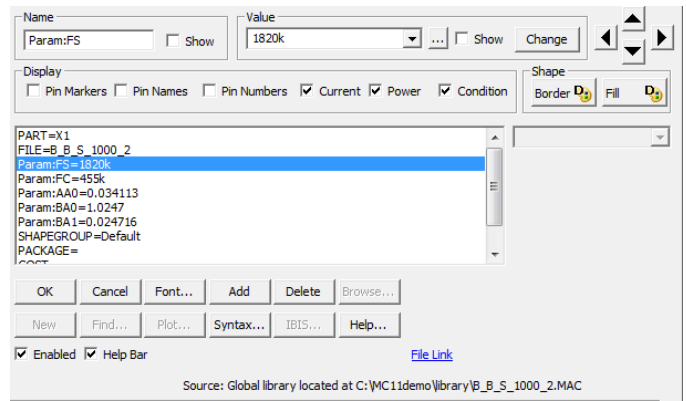 Name
Param:FS
Show
Value
1820k
...
Show
Change
Display
Pin Markers
Pin Names
Pin Numbers
Current
Power
Condition
Shape
Border
Fill
PART=X1
FILE=B_B_S_1000_2
Param:FS=1820k
Param:FC=455k
Param:AA0=0.034113
Param:BA0=1.0247
Param:BA1=0.024716
SHAPEGROUP=Default
PACKAGE=
OK
Cancel
Font...
Add
Delete
Browse...
New
Find...
Plot...
Syntax...
IBIS...
Help...
Enabled
Help Bar
File Link
Source: Global library located at C:\MC11demo\library\B_B_S_1000_2.MAC